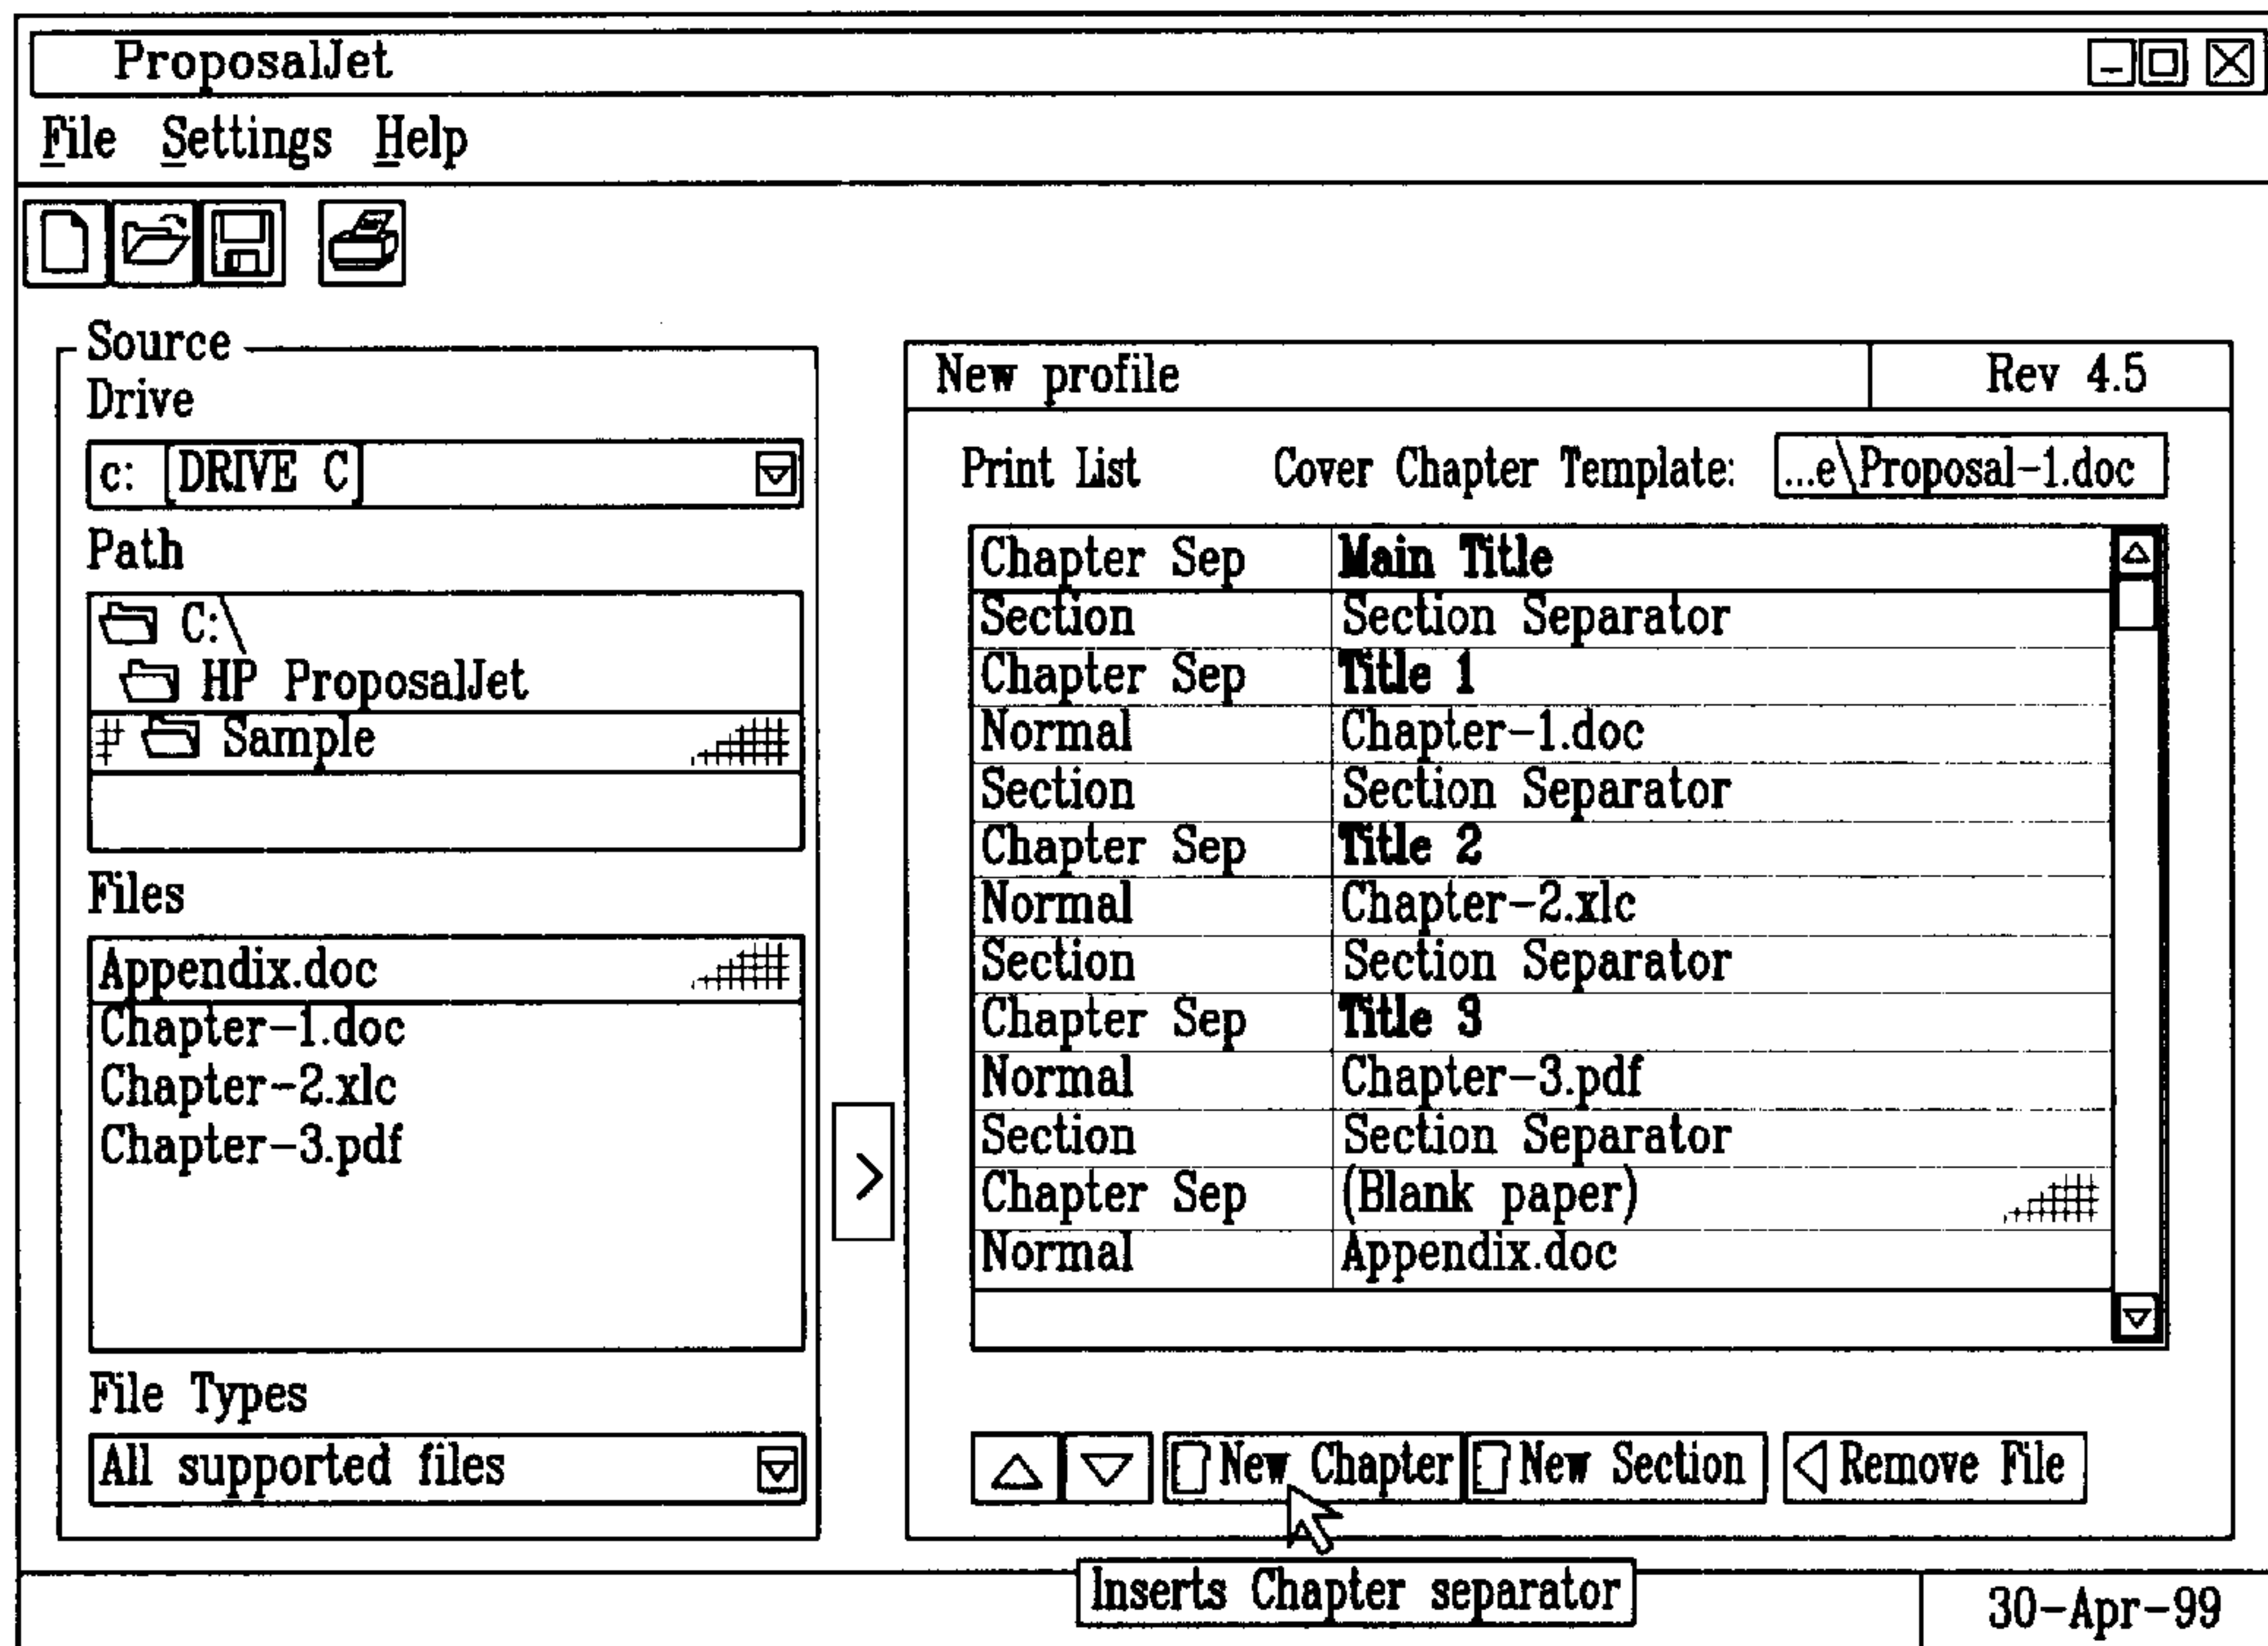 ProposalJet
File Settings Help
Source
Drive
c: [DRIVE C]
Path
C:\
HP ProposalJet
Sample
Files
Appendix.doc
Chapter-1.doc
Chapter-2.xlc
Chapter-3.pdf
File Types
All supported files
>
New profile Rev 4.5
Print List Cover Chapter Template: ...e\Proposal-1.doc
Chapter Sep Main Title
Section Section Separator
Chapter Sep Title 1
Normal Chapter-1.doc
Section Section Separator
Chapter Sep Title 2
Normal Chapter-2.xlc
Section Section Separator
Chapter Sep Title 3
Normal Chapter-3.pdf
Section Section Separator
Chapter Sep (Blank paper)
Normal Appendix.doc
New Chapter New Section Remove File
Inserts Chapter separator
30-Apr-99